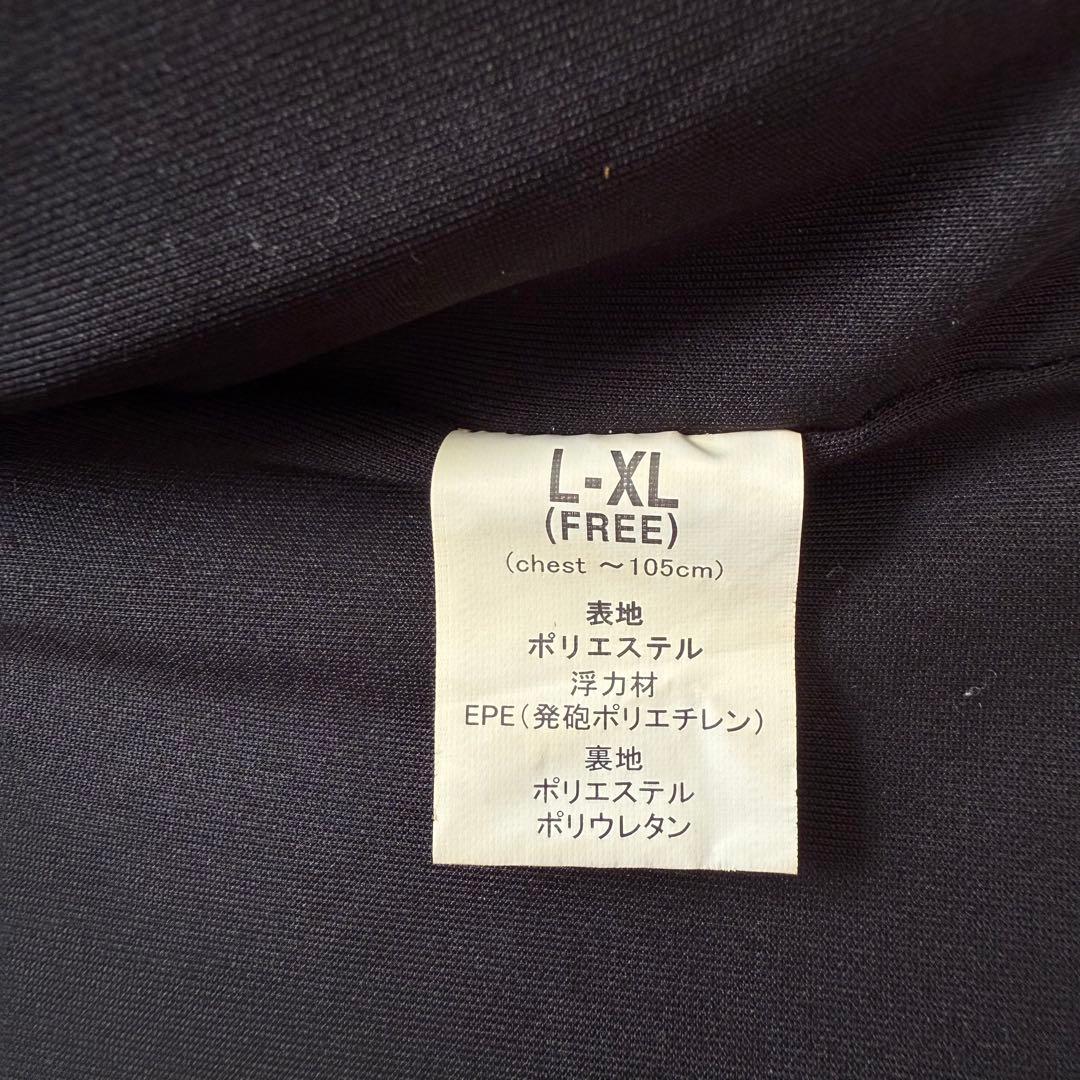 L-XL
(FREE)
(chest ～105cm)
表地
ポリエステル
浮力材
EPE(発砲ポリエチレン)
裏地
ポリエステル
ポリウレタン